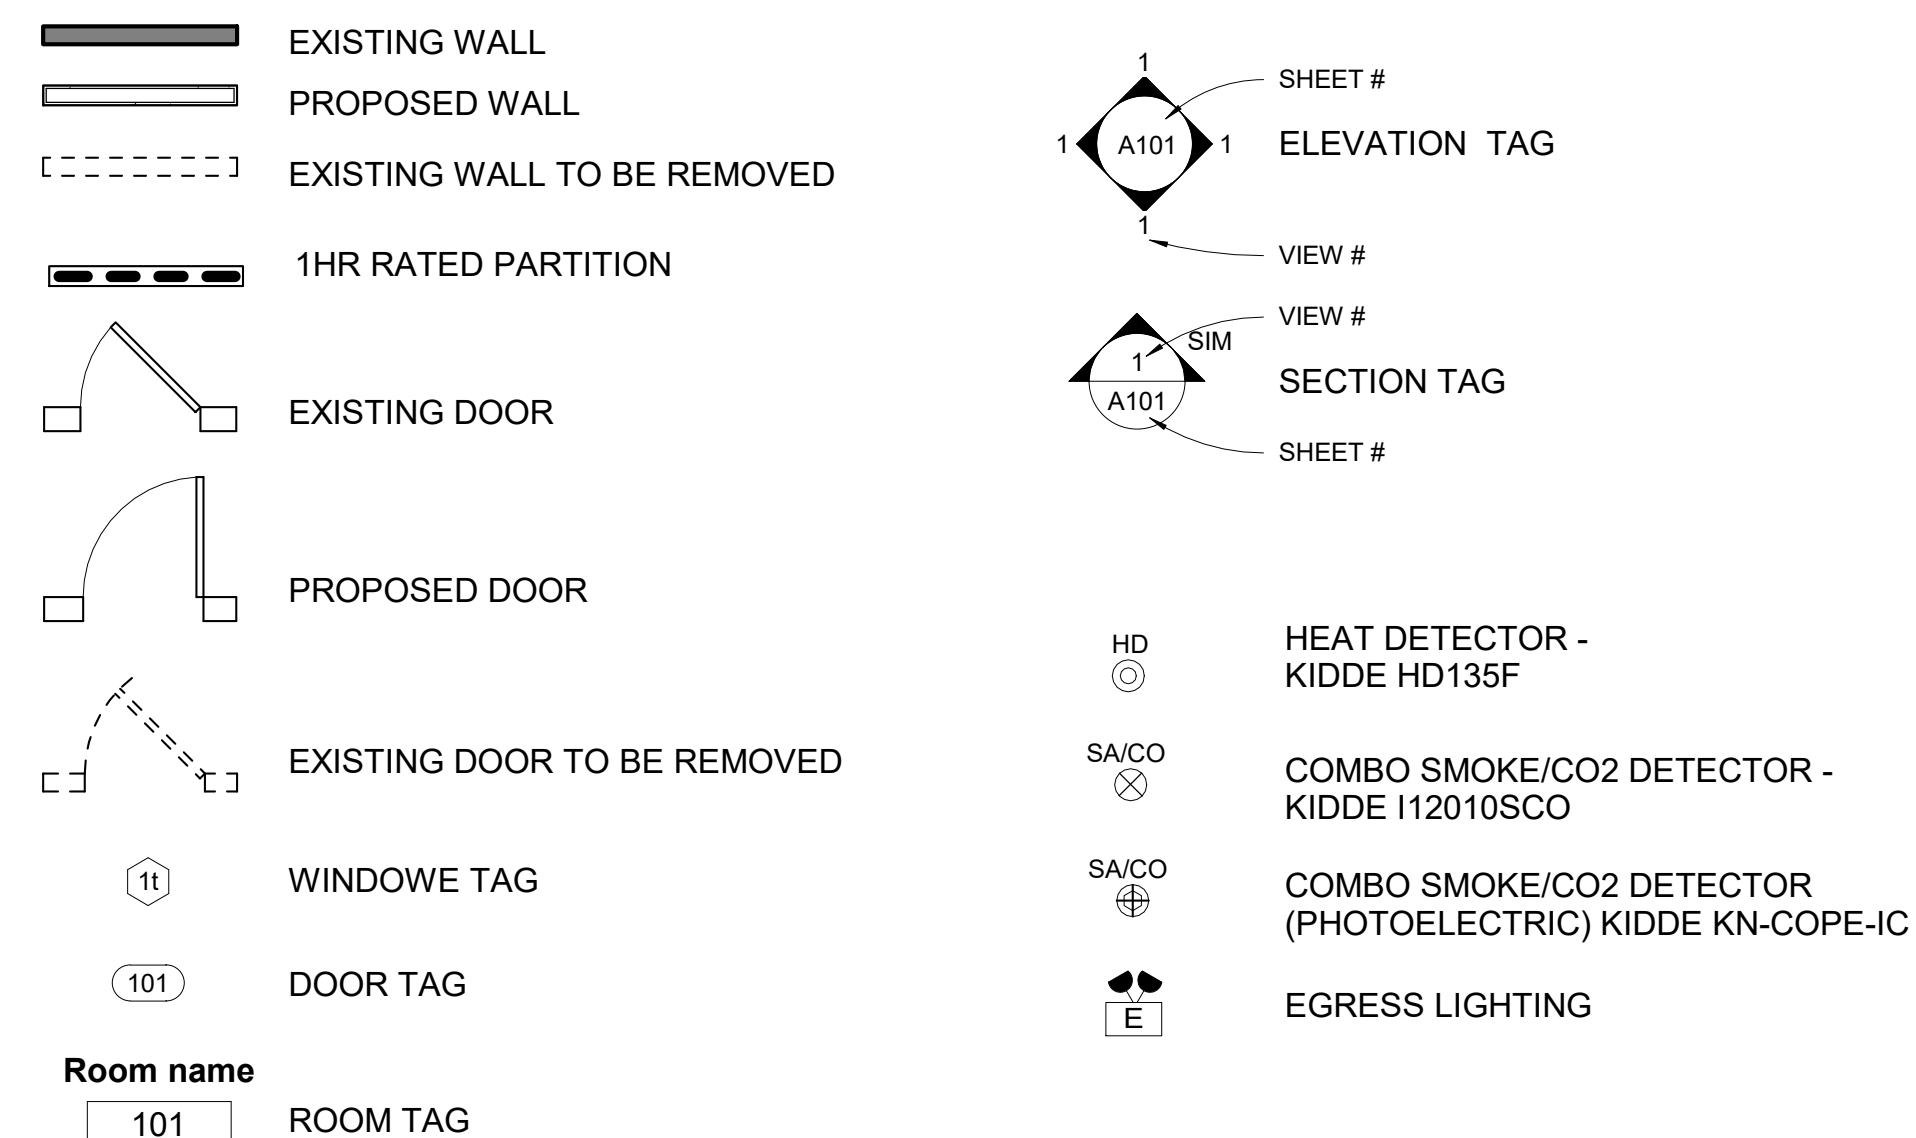 EXISTING WALL
PROPOSED WALL
EXISTING WALL TO BE REMOVED
1HR RATED PARTITION
EXISTING DOOR
PROPOSED DOOR
EXISTING DOOR TO BE REMOVED
1t
WINDOWE TAG
101
DOOR TAG
Room name
101
ROOM TAG
1
SHEET #
1
A101
1
ELEVATION TAG
1
VIEW #
VIEW #
SIM
1
SECTION TAG
A101
SHEET #
HD
HEAT DETECTOR -
KIDDE HD135F
SA/CO
COMBO SMOKE/CO2 DETECTOR -
KIDDE I12010SCO
SA/CO
COMBO SMOKE/CO2 DETECTOR
(PHOTOELECTRIC) KIDDE KN-COPE-IC
E
EGRESS LIGHTING